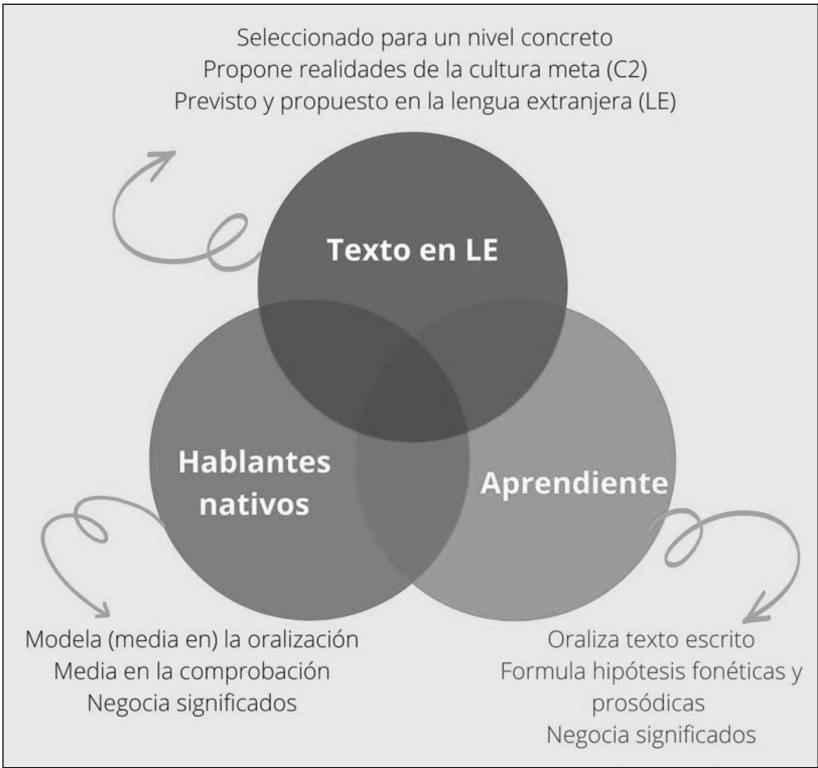 Seleccionado para un nivel concreto
Propone realidades de la cultura meta (C2)
Previsto y propuesto en la lengua extranjera (LE)
Texto en LE
Hablantes
nativos
Aprendiente
Modela (media en) la oralización
Media en la comprobación
Negocia significados
Oraliza texto escrito
Formula hipótesis fonéticas y
prosódicas
Negocia significados